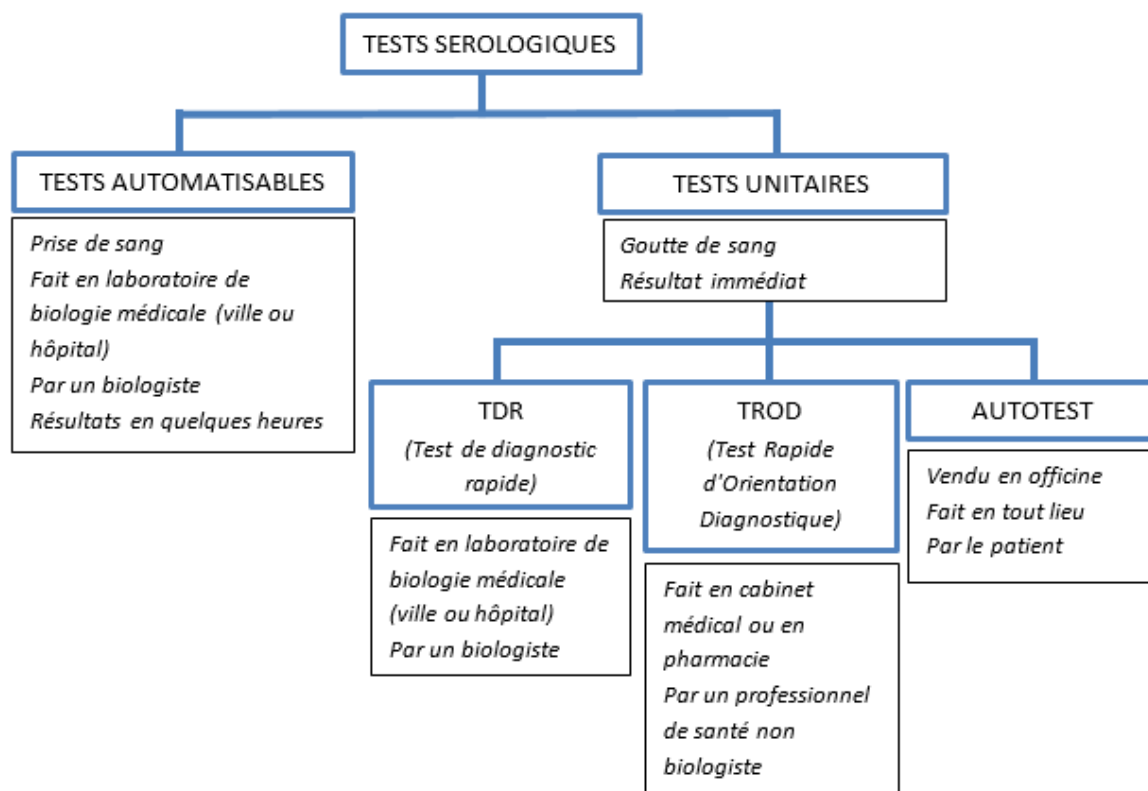 TESTS SEROLOGIQUES
TESTS AUTOMATISABLES
Prise de sang
Fait en laboratoire de
biologie médicale (ville ou
hôpital)
Par un biologiste
Résultats en quelques heures
TESTS UNITAIRES
Goutte de sang
Résultat immédiat
TDR
(Test de diagnostic
rapide)
Fait en laboratoire de
biologie médicale
(ville ou hôpital)
Par un biologiste
TROD
(Test Rapide
d'Orientation
Diagnostique)
Fait en cabinet
médical ou en
pharmacie
Par un professionnel
de santé non
biologiste
AUTOTEST
Vendu en officine
Fait en tout lieu
Par le patient